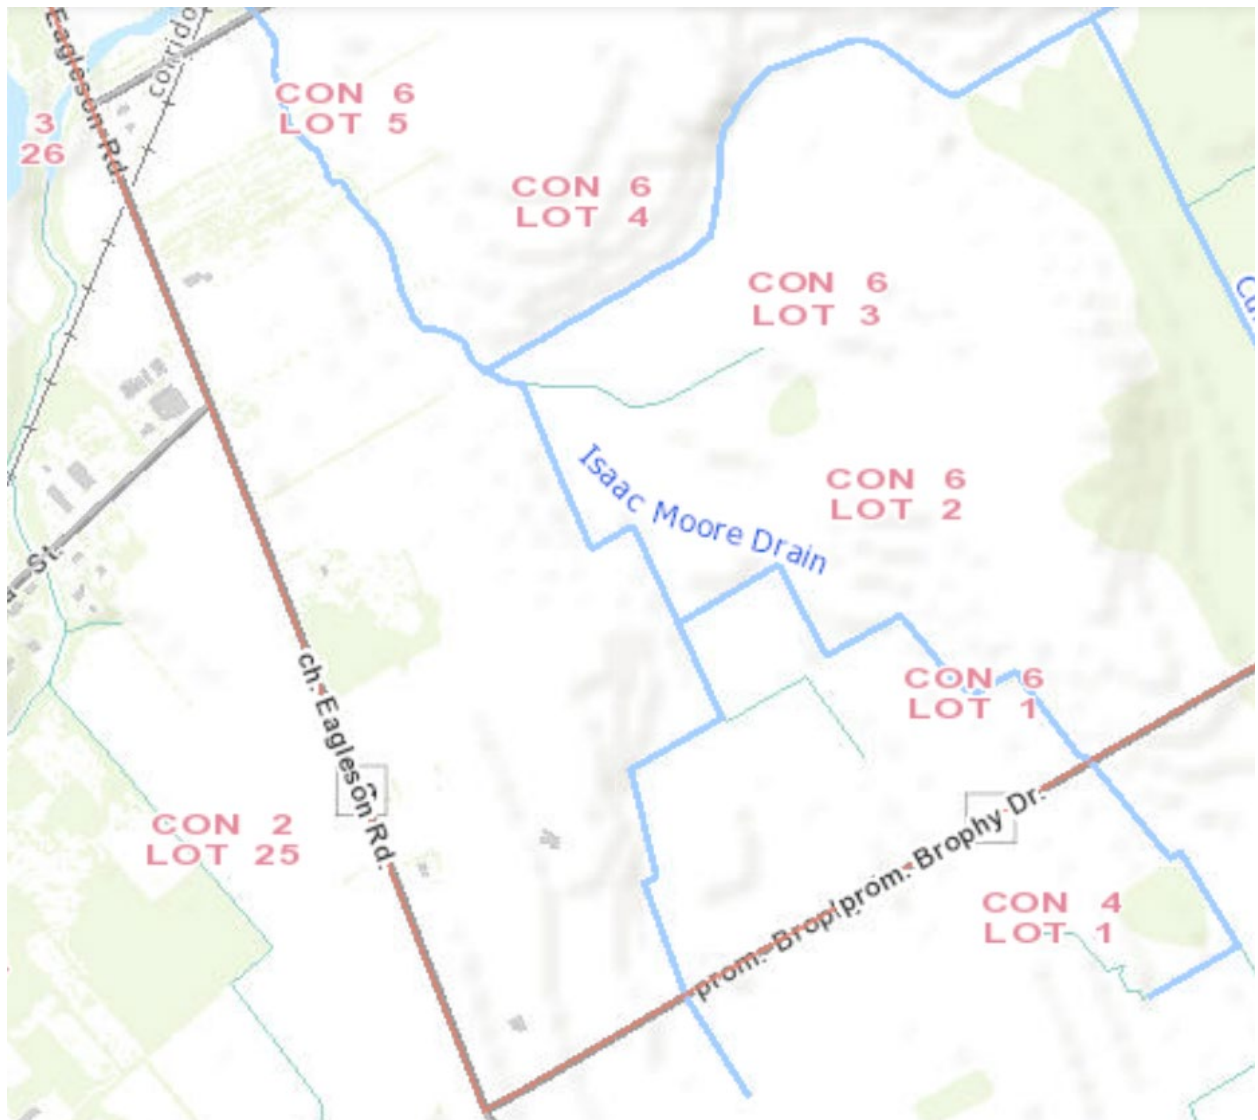 Eagleson Rd.
corrido
CON 6
LOT 5
3
26
CON 6
LOT 4
CON 6
LOT 3
Isaac Moore Drain
CON 6
LOT 2
St.
ch. Eagleson Rd.
CON 6
LOT 1
CON 2
LOT 25
prom. Brop
prom. Brophy Dr.
CON 4
LOT 1